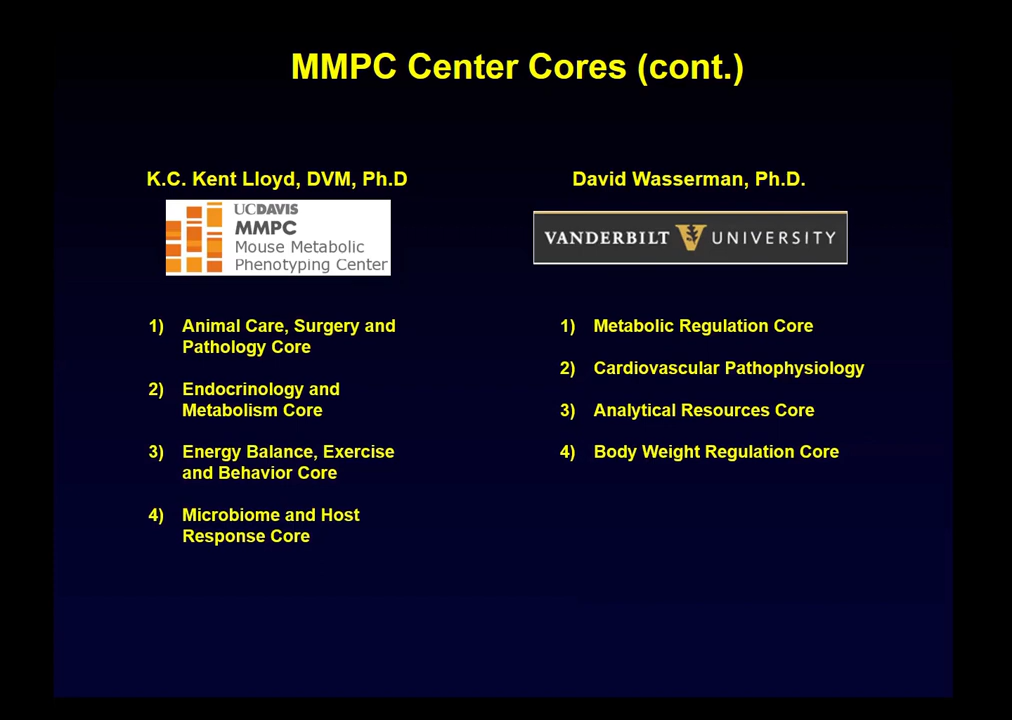 MMPC Center Cores (cont.)
K.C. Kent Lloyd, DVM, Ph.D
UCDAVIS
MMPC
Mouse Metabolic
Phenotyping Center
1) Animal Care, Surgery and
Pathology Core
2) Endocrinology and
Metabolism Core
3) Energy Balance, Exercise
and Behavior Core
4) Microbiome and Host
Response Core
David Wasserman, Ph.D.
VANDERBILT V UNIVERSITY
1) Metabolic Regulation Core
2) Cardiovascular Pathophysiology
3) Analytical Resources Core
4) Body Weight Regulation Core